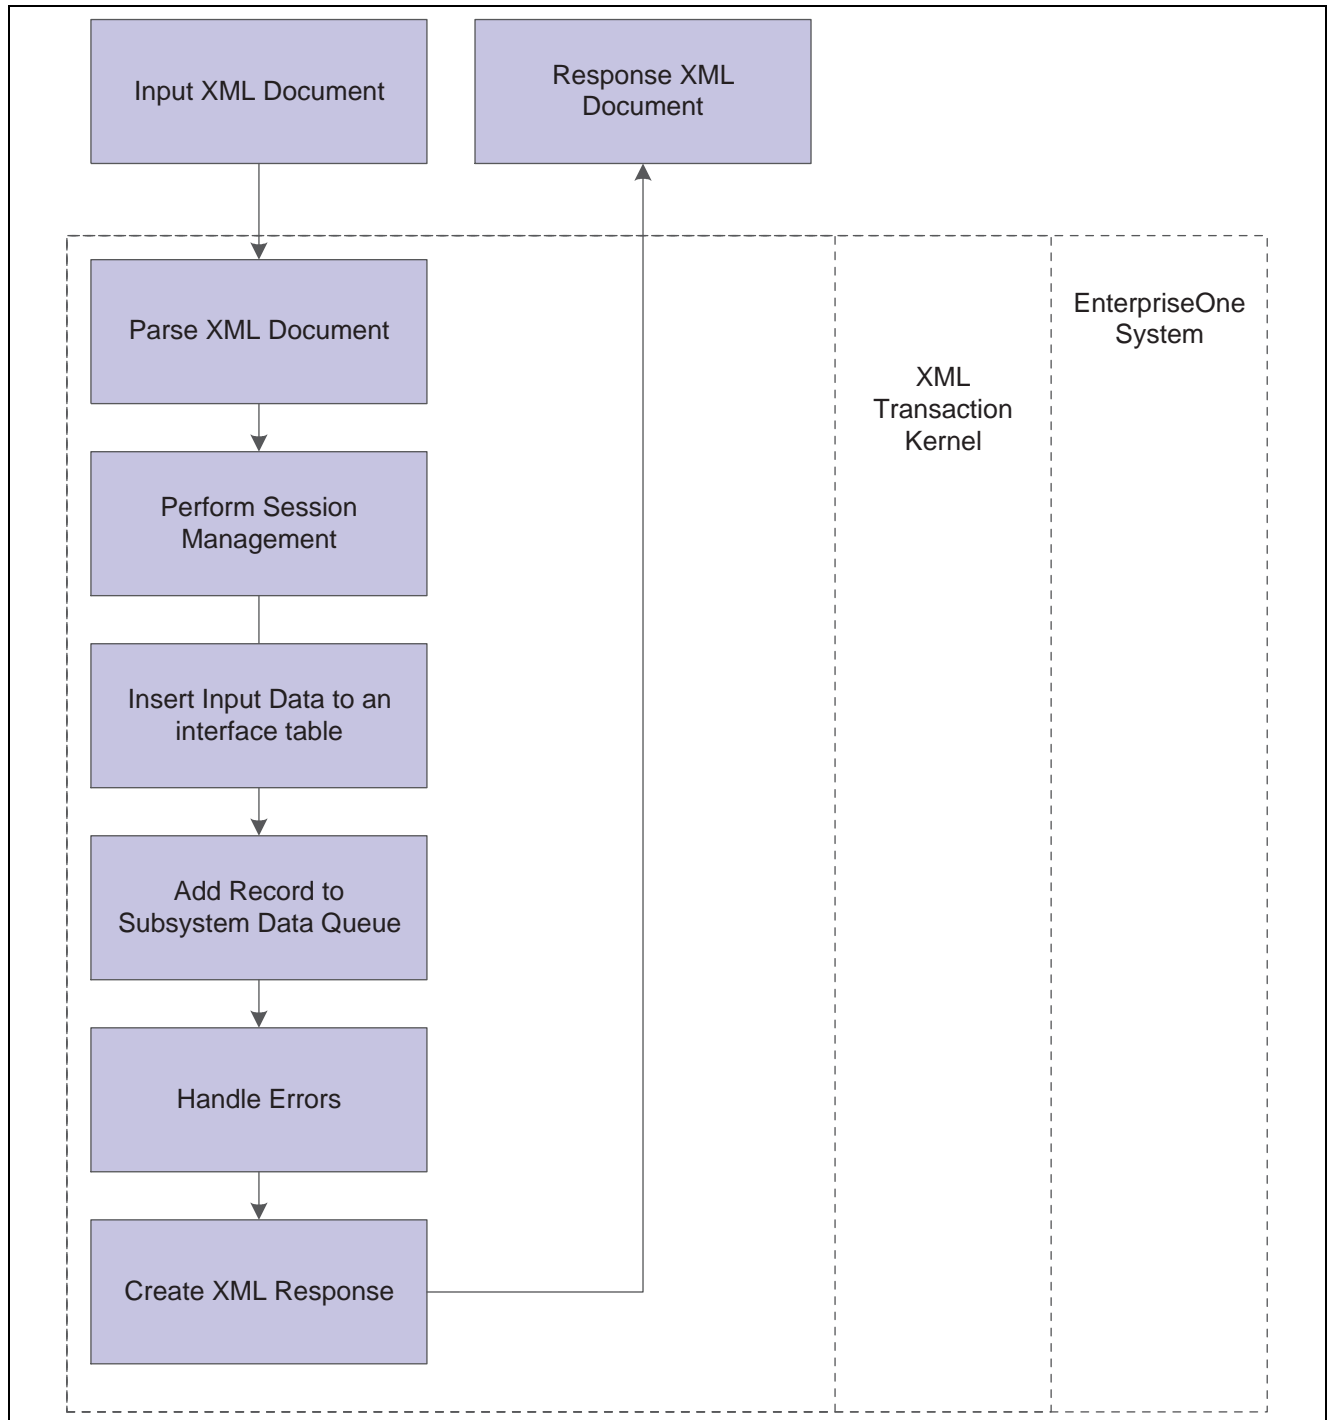 Input XML Document
Response XML
Document
Parse XML Document
EnterpriseOne
System
XML
Transaction
Kernel
Perform Session
Management
Insert Input Data to an
interface table
Add Record to
Subsystem Data Queue
Handle Errors
Create XML Response